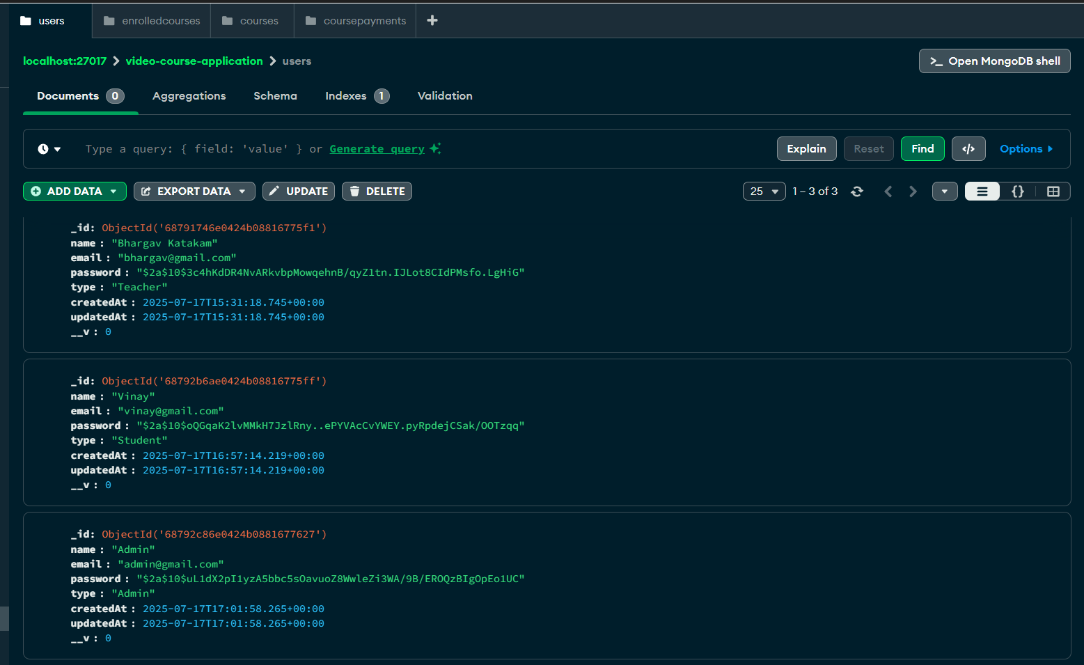 users enrolledcourses courses coursepayments +
localhost:27017 > video-course-application > users >_ Open MongoDB shell
Documents 0 Aggregations Schema Indexes 1 Validation
Type a query: { field: 'value' } or Generate query Explain Reset Find </> Options
ADD DATA EXPORT DATA UPDATE DELETE 25 1 – 3 of 3 {}
_id: ObjectId('68791746e0424b08816775f1')
name : "Bhargav Katakam"
email : "bhargav@gmail.com"
password : "$2a$10$3c4hKdDR4NvARkvbpMowqehnB/qyZ1tn.IJLot8CIdPMsfo.LgHiG"
type : "Teacher"
createdAt : 2025-07-17T15:31:18.745+00:00
updatedAt : 2025-07-17T15:31:18.745+00:00
__v : 0
_id: ObjectId('68792b6ae0424b08816775ff')
name : "Vinay"
email : "vinay@gmail.com"
password : "$2a$10$oQGqaK2lvMMkH7JzlRny..ePYVAcCvYWEY.pyRpdejCSak/OOTzqq"
type : "Student"
createdAt : 2025-07-17T16:57:14.219+00:00
updatedAt : 2025-07-17T16:57:14.219+00:00
__v : 0
_id: ObjectId('68792c86e0424b0881677627')
name : "Admin"
email : "admin@gmail.com"
password : "$2a$10$uL1dX2pI1yzA5bbc5sOavuoZ8WwleZi3WA/9B/EROQzBIgOpEo1UC"
type : "Admin"
createdAt : 2025-07-17T17:01:58.265+00:00
updatedAt : 2025-07-17T17:01:58.265+00:00
__v : 0